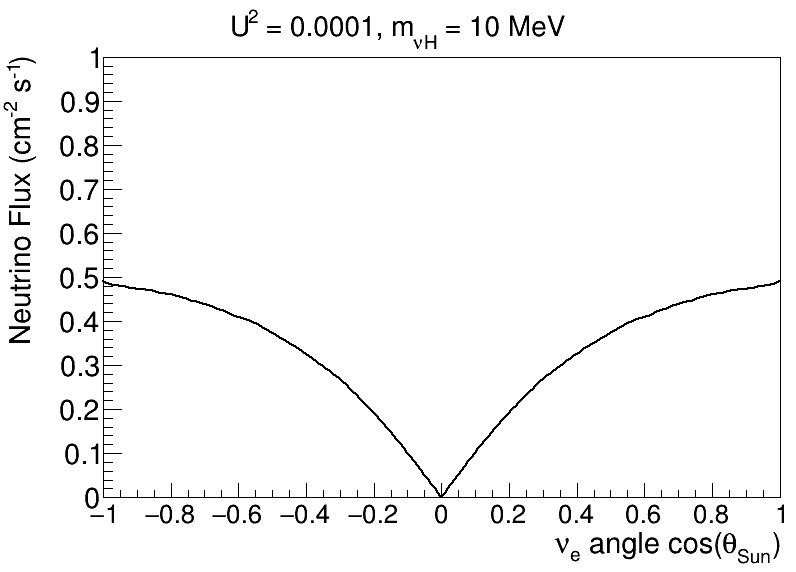 U² = 0.0001, m_νH = 10 MeV
Neutrino Flux (cm⁻² s⁻¹)
1
0.9
0.8
0.7
0.6
0.5
0.4
0.3
0.2
0.1
0
−1 −0.8 −0.6 −0.4 −0.2 0 0.2 0.4 0.6 0.8 1
ν_e angle cos(θ_Sun)